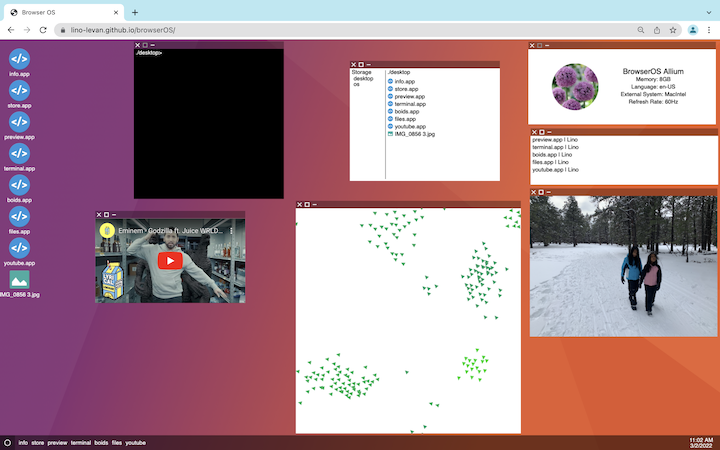 Browser OS
lino-levan.github.io/browserOS/
info.app
store.app
preview.app
terminal.app
boids.app
files.app
youtube.app
IMG_0856 3.jpg
./desktop>
Storage
desktop
os
./desktop
info.app
store.app
preview.app
terminal.app
boids.app
files.app
youtube.app
IMG_0856 3.jpg
BrowserOS Allium
Memory: 8GB
Language: en-US
External System: MacIntel
Refresh Rate: 60Hz
preview.app | Lino
terminal.app | Lino
boids.app | Lino
files.app | Lino
youtube.app | Lino
Eminem - Godzilla ft. Juice WRLD...
LYRICAL
LEMONADE
info store preview terminal boids files youtube
11:02 AM
3/2/2022